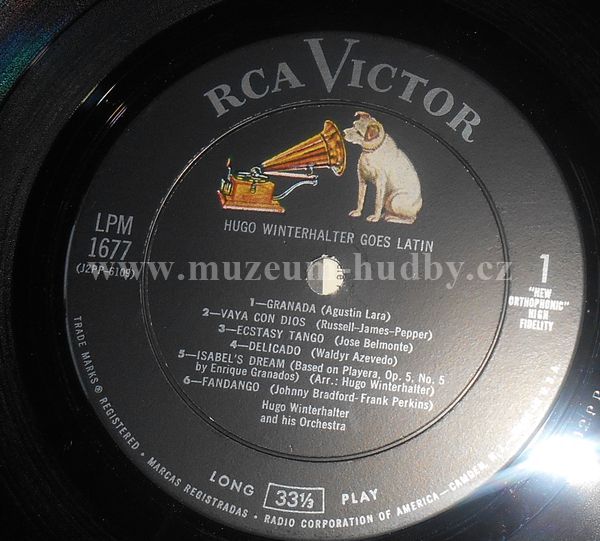 RCA VICTOR
HUGO WINTERHALTER GOES LATIN
LPM
1677
(J2PP-6109)
1
"NEW
ORTHOPHONIC"
HIGH
FIDELITY
www.muzeum-hudby.cz
1—GRANADA (Agustin Lara)
2—VAYA CON DIOS (Russell-James-Pepper)
3—ECSTASY TANGO (Jose Belmonte)
4—DELICADO (Waldyr Azevedo)
5—ISABEL'S DREAM (Based on Playera, Op. 5, No. 5
by Enrique Granados) (Arr.: Hugo Winterhalter)
6—FANDANGO (Johnny Bradford-Frank Perkins)
Hugo Winterhalter
and his Orchestra
LONG 33⅓ PLAY
TRADE MARKS ® REGISTERED • MARCAS REGISTRADAS • RADIO CORPORATION OF AMERICA—CAMDEN,